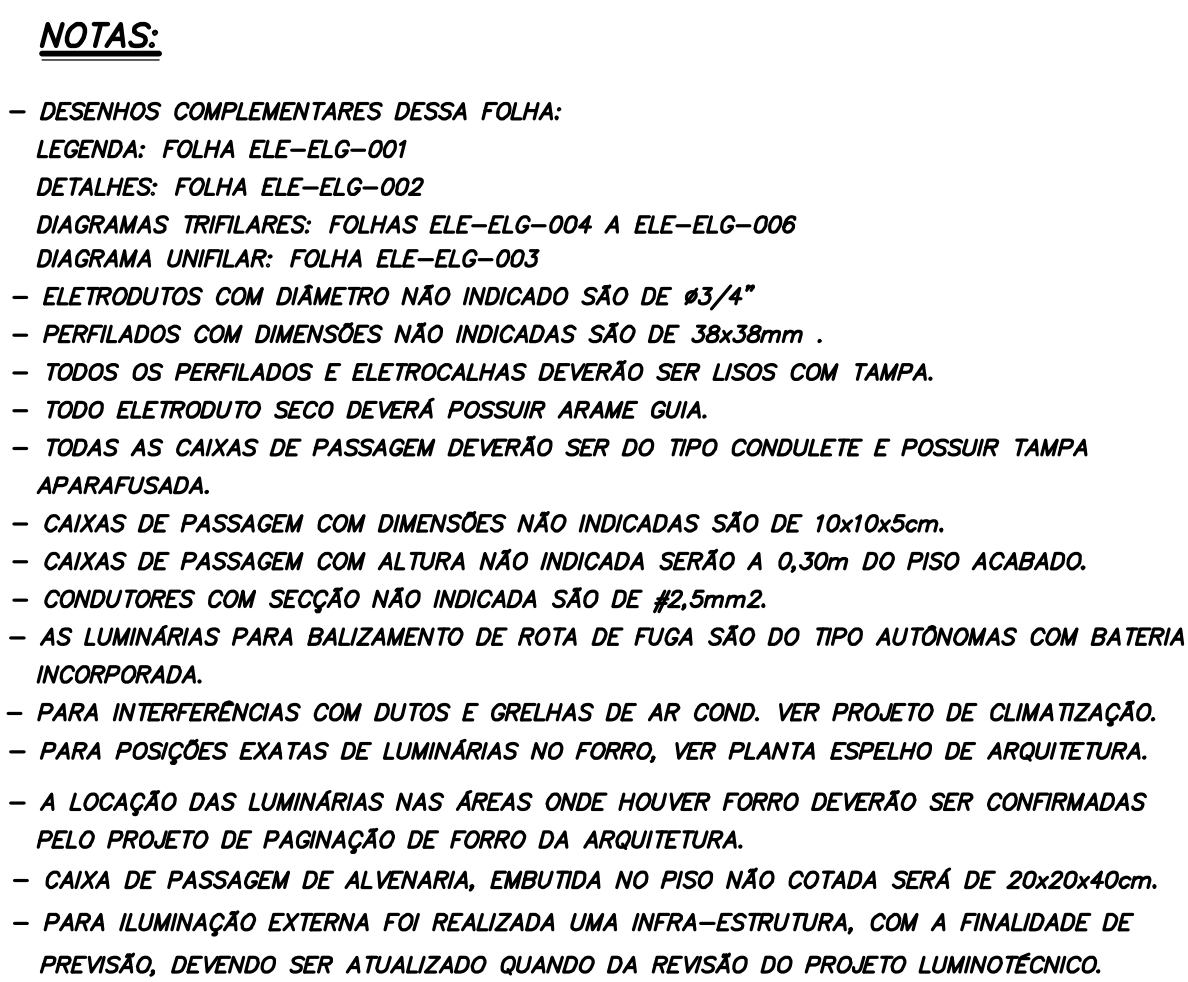 NOTAS:
– DESENHOS COMPLEMENTARES DESSA FOLHA:
LEGENDA: FOLHA ELE–ELG–001
DETALHES: FOLHA ELE–ELG–002
DIAGRAMAS TRIFILARES: FOLHAS ELE–ELG–004 A ELE–ELG–006
DIAGRAMA UNIFILAR: FOLHA ELE–ELG–003
– ELETRODUTOS COM DIÂMETRO NÃO INDICADO SÃO DE ø3/4"
– PERFILADOS COM DIMENSÕES NÃO INDICADAS SÃO DE 38x38mm .
– TODOS OS PERFILADOS E ELETROCALHAS DEVERÃO SER LISOS COM TAMPA.
– TODO ELETRODUTO SECO DEVERÁ POSSUIR ARAME GUIA.
– TODAS AS CAIXAS DE PASSAGEM DEVERÃO SER DO TIPO CONDULETE E POSSUIR TAMPA
APARAFUSADA.
– CAIXAS DE PASSAGEM COM DIMENSÕES NÃO INDICADAS SÃO DE 10x10x5cm.
– CAIXAS DE PASSAGEM COM ALTURA NÃO INDICADA SERÃO A 0,30m DO PISO ACABADO.
– CONDUTORES COM SECÇÃO NÃO INDICADA SÃO DE #2,5mm2.
– AS LUMINÁRIAS PARA BALIZAMENTO DE ROTA DE FUGA SÃO DO TIPO AUTÔNOMAS COM BATERIA
INCORPORADA.
– PARA INTERFERÊNCIAS COM DUTOS E GRELHAS DE AR COND. VER PROJETO DE CLIMATIZAÇÃO.
– PARA POSIÇÕES EXATAS DE LUMINÁRIAS NO FORRO, VER PLANTA ESPELHO DE ARQUITETURA.
– A LOCAÇÃO DAS LUMINÁRIAS NAS ÁREAS ONDE HOUVER FORRO DEVERÃO SER CONFIRMADAS
PELO PROJETO DE PAGINAÇÃO DE FORRO DA ARQUITETURA.
– CAIXA DE PASSAGEM DE ALVENARIA, EMBUTIDA NO PISO NÃO COTADA SERÁ DE 20x20x40cm.
– PARA ILUMINAÇÃO EXTERNA FOI REALIZADA UMA INFRA–ESTRUTURA, COM A FINALIDADE DE
PREVISÃO, DEVENDO SER ATUALIZADO QUANDO DA REVISÃO DO PROJETO LUMINOTÉCNICO.